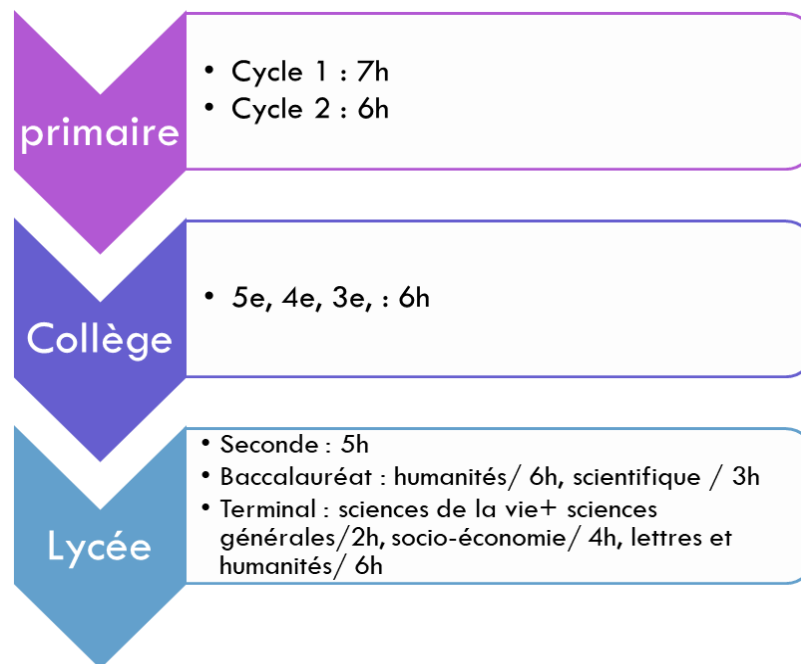 primaire
• Cycle 1 : 7h
• Cycle 2 : 6h
Collège
• 5e, 4e, 3e, : 6h
Lycée
• Seconde : 5h
• Baccalauréat : humanités/ 6h, scientifique / 3h
• Terminal : sciences de la vie+ sciences
générales/2h, socio-économie/ 4h, lettres et
humanités/ 6h